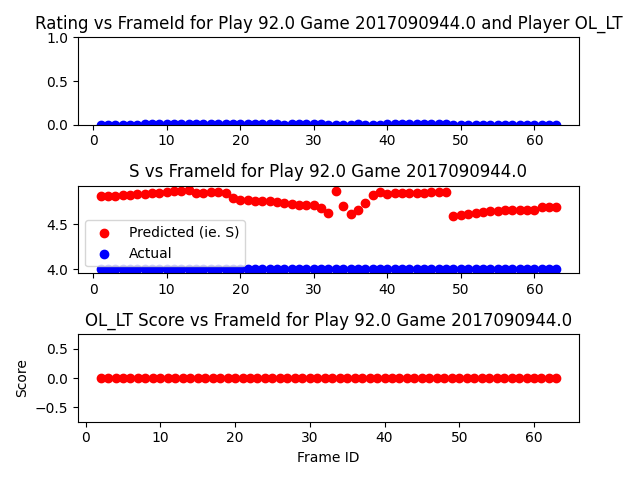 Rating vs FrameId for Play 92.0 Game 2017090944.0 and Player OL_LT
1.0
0.5
0.0
0 10 20 30 40 50 60
S vs FrameId for Play 92.0 Game 2017090944.0
4.5
4.0
Predicted (ie. S)
Actual
0 10 20 30 40 50 60
OL_LT Score vs FrameId for Play 92.0 Game 2017090944.0
Score
0.5
0.0
−0.5
0 10 20 30 40 50 60
Frame ID